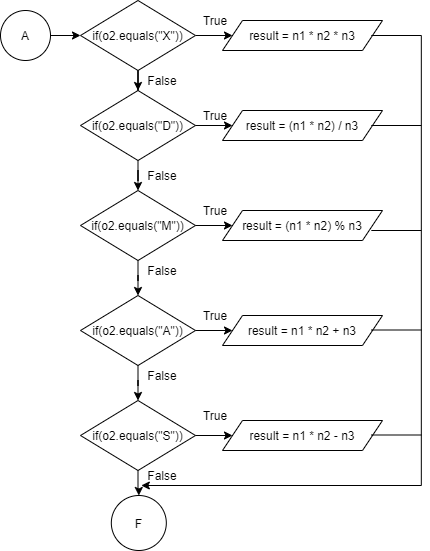 A
if(o2.equals("X"))
True
result = n1 * n2 * n3
False
if(o2.equals("D"))
True
result = (n1 * n2) / n3
False
if(o2.equals("M"))
True
result = (n1 * n2) % n3
False
if(o2.equals("A"))
True
result = n1 * n2 + n3
False
if(o2.equals("S"))
True
result = n1 * n2 - n3
False
F